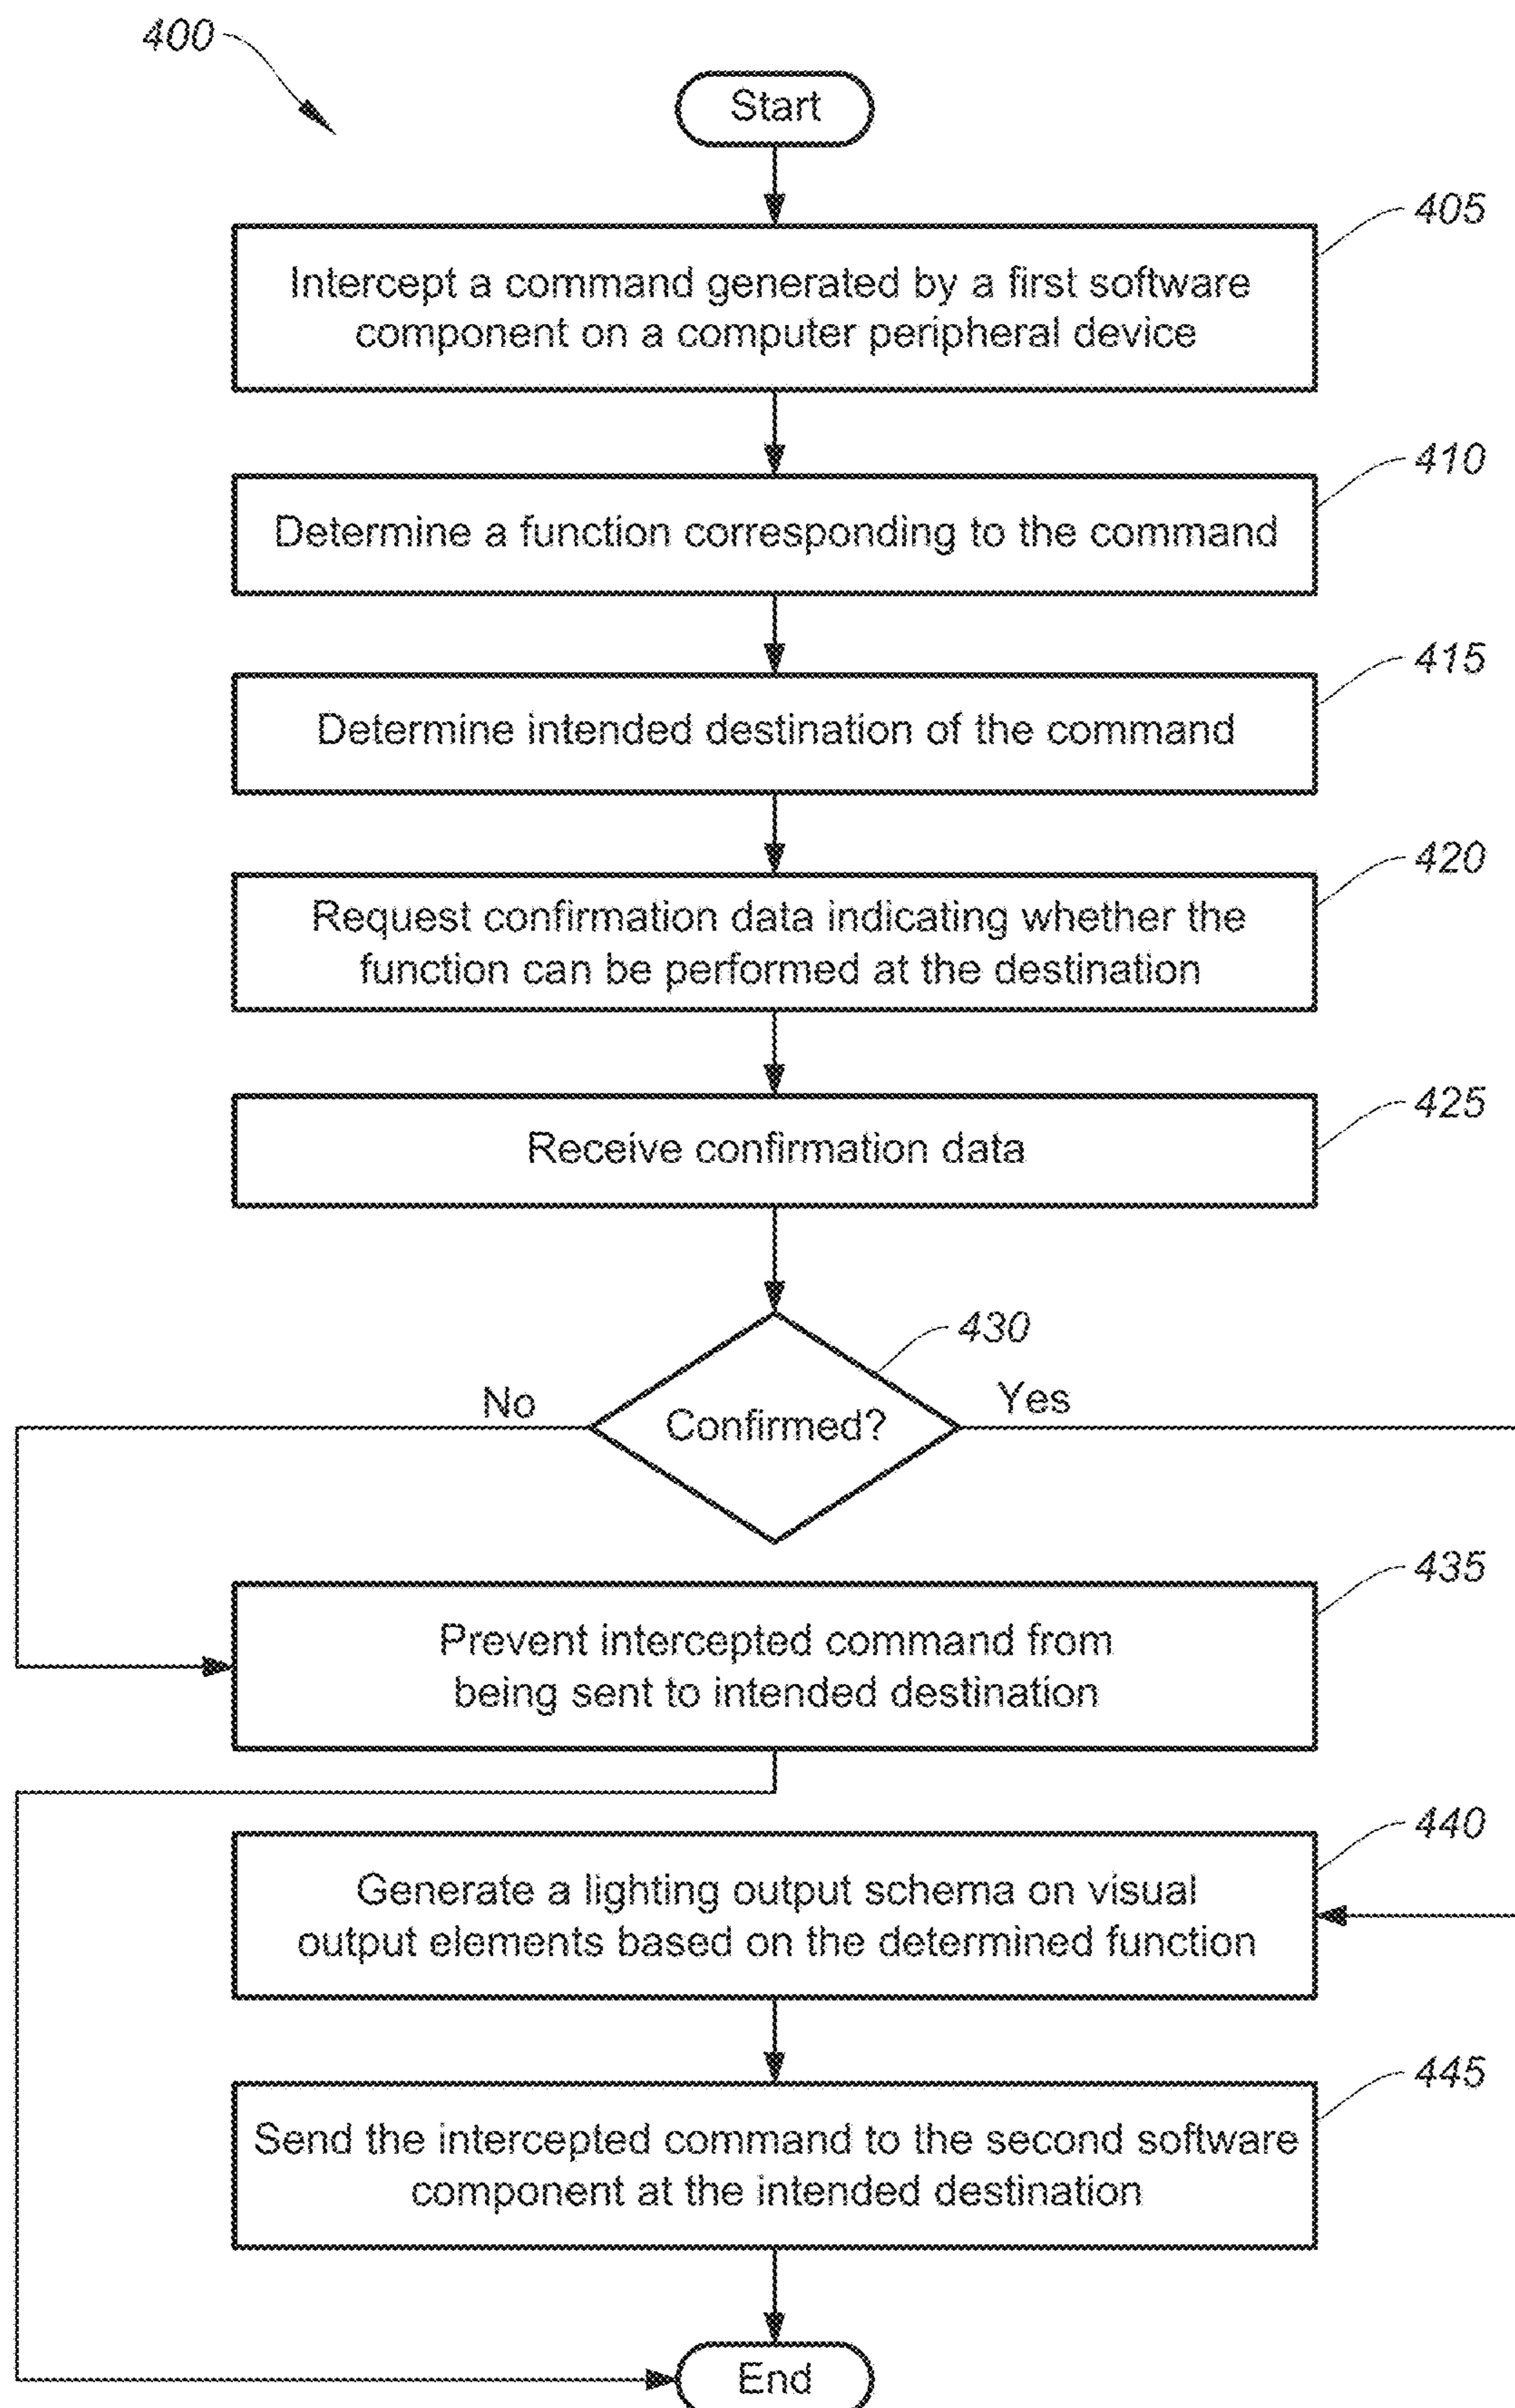 400
Start
405
Intercept a command generated by a first software
component on a computer peripheral device
410
Determine a function corresponding to the command
415
Determine intended destination of the command
420
Request confirmation data indicating whether the
function can be performed at the destination
425
Receive confirmation data
430
No
Confirmed?
Yes
435
Prevent intercepted command from
being sent to intended destination
440
Generate a lighting output schema on visual
output elements based on the determined function
445
Send the intercepted command to the second software
component at the intended destination
End